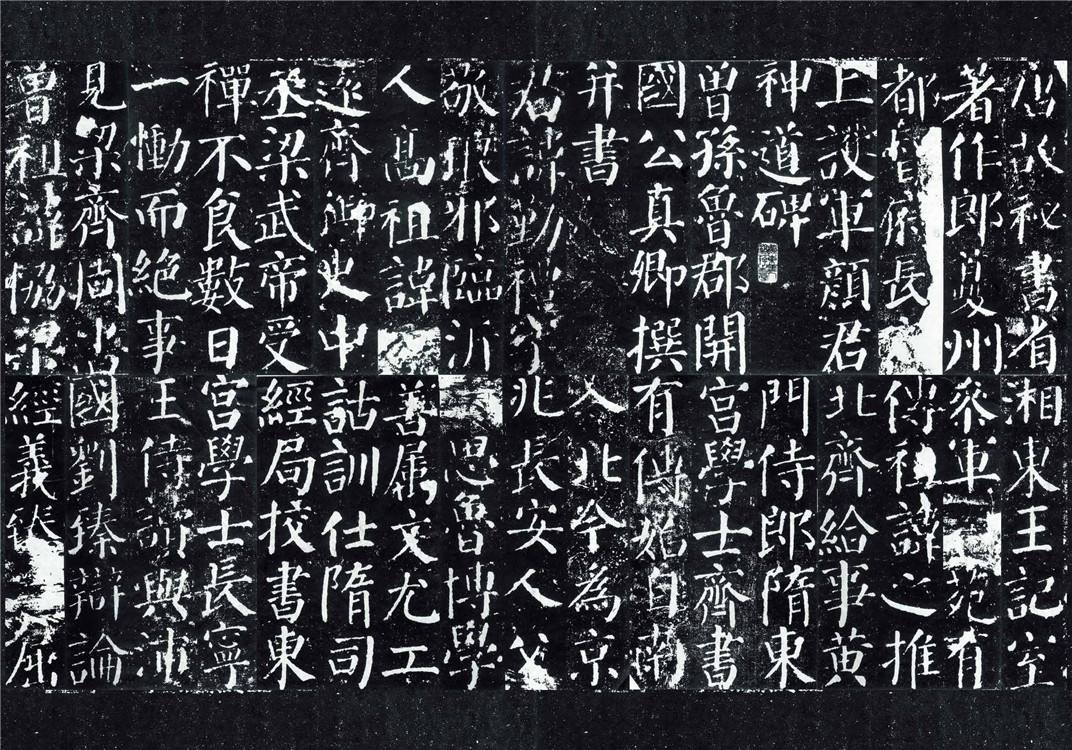 唐故秘書省
著作郎夔州
都督府長
上護軍顏君
神道碑
曾孫魯郡開
國公真卿撰
并書
君諱勤禮字
敬琅邪臨沂
人高祖諱
遠齊御史中
丞梁武帝受
禪不食數日
一慟而絕事
見梁齊周書
曾祖諱協梁
湘東王記室
參軍苑有
傳祖諱之推
北齊給事黃
門侍郎隋東
宮學士齊書
有傳始自南
入北今為京
兆長安人父
思魯博學
善屬文尤工
詁訓仕隋司
經局挍書東
宮學士長寧
王侍讀與沛
國劉臻辯論
經義臻屈